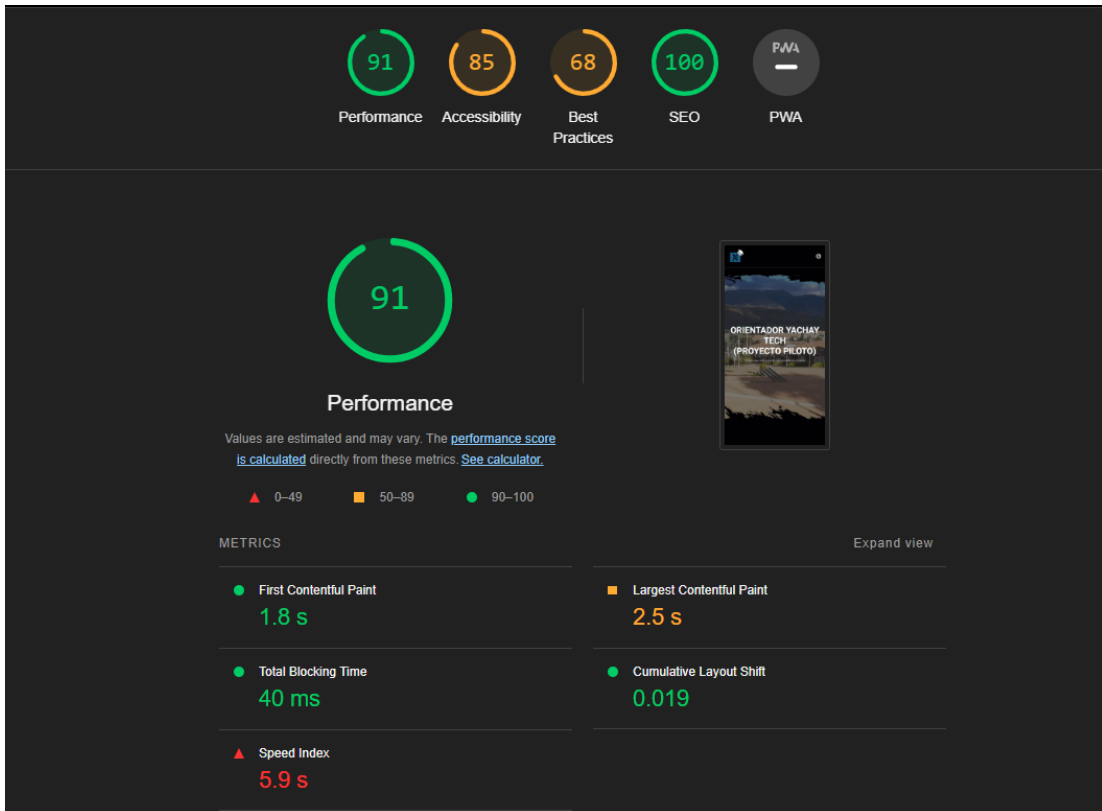 91
85
68
100
PWA
Performance
Accessibility
Best
Practices
SEO
PWA
91
Performance
Values are estimated and may vary. The performance score
is calculated directly from these metrics. See calculator.
0–49
50–89
90–100
ORIENTADOR YACHAY
TECH
(PROYECTO PILOTO)
METRICS
Expand view
First Contentful Paint
1.8 s
Largest Contentful Paint
2.5 s
Total Blocking Time
40 ms
Cumulative Layout Shift
0.019
Speed Index
5.9 s